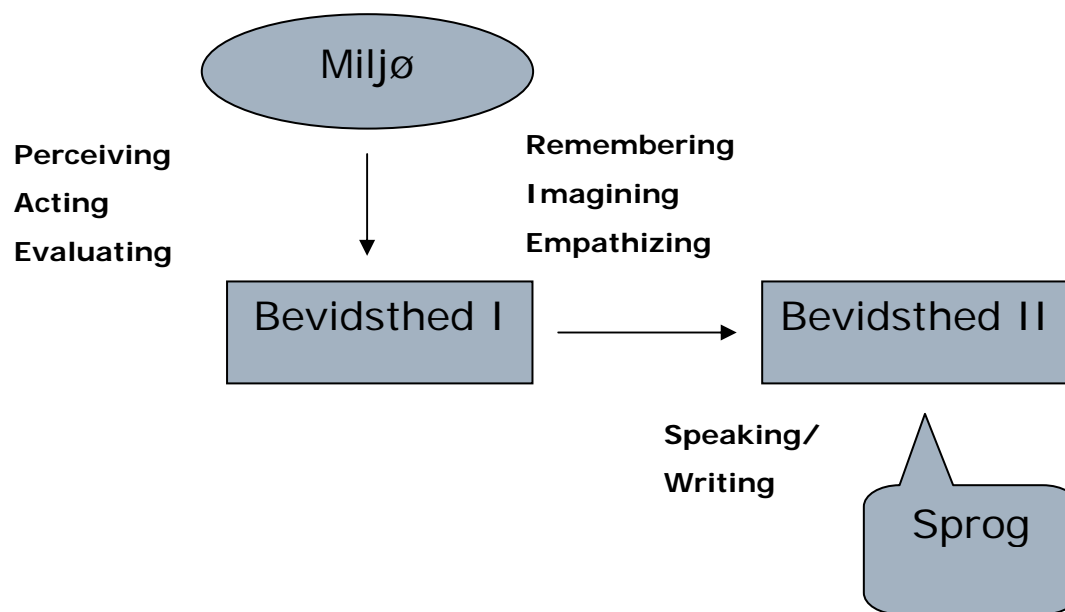 Miljø
Perceiving
Acting
Evaluating
Remembering
Imagining
Empathizing
Bevidsthed I
Bevidsthed II
Speaking/
Writing
Sprog